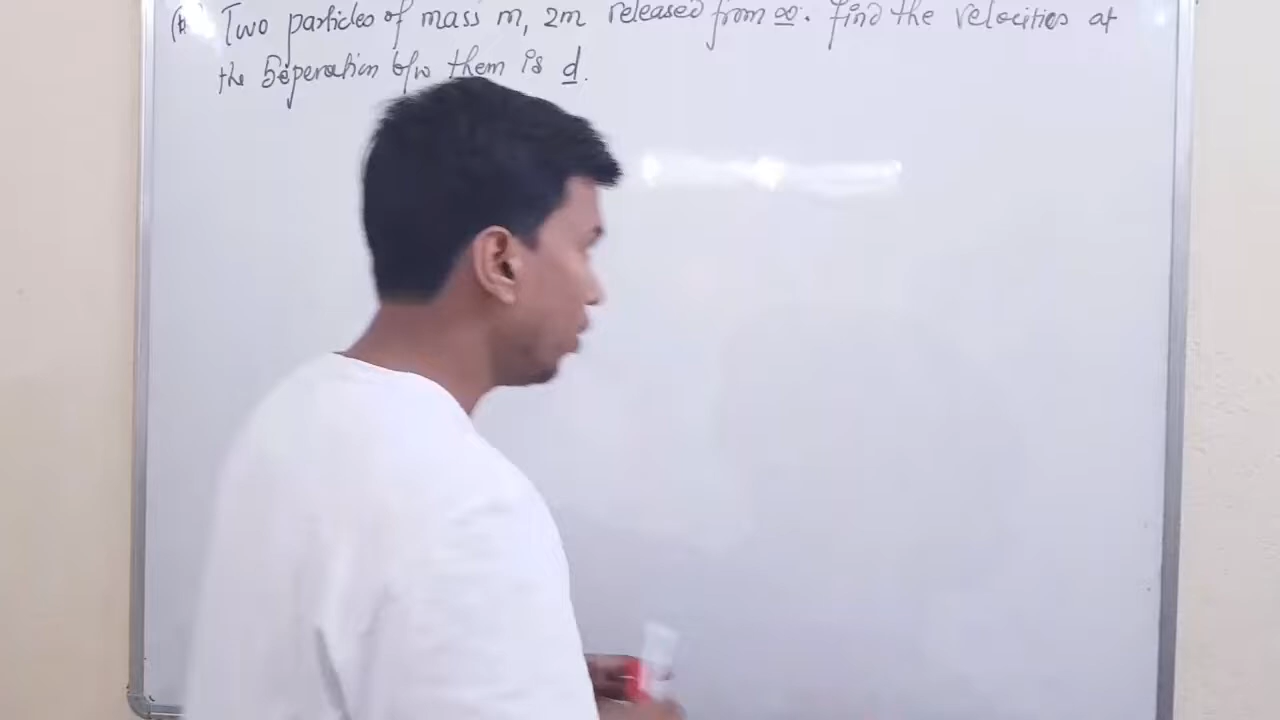 Two particles of mass m, 2m released from ∞. find the velocities at
the Seperation b/w them is d.